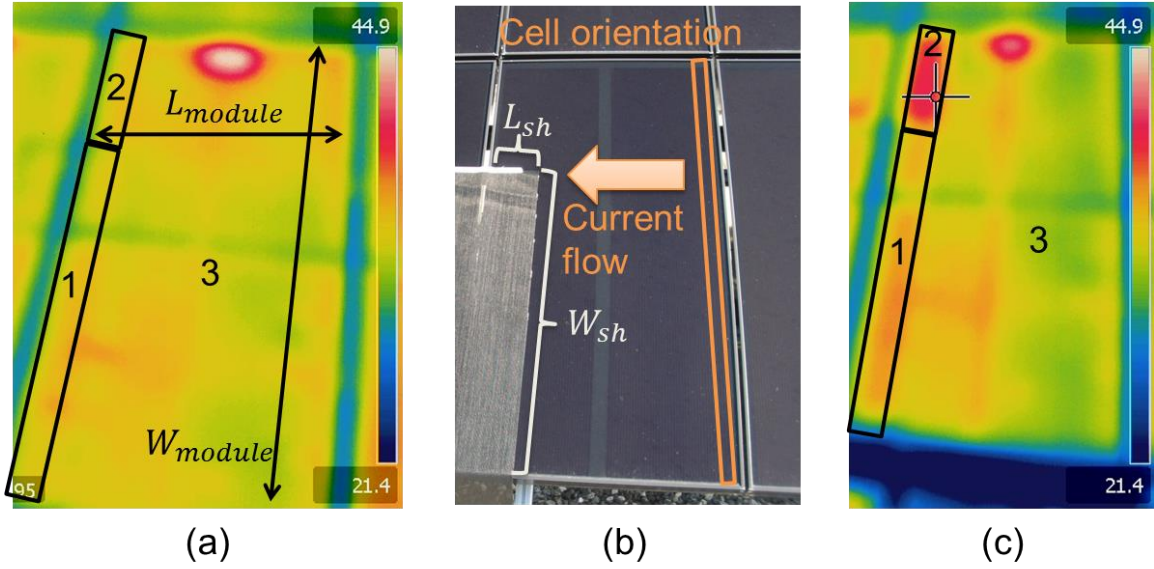 44.9
2
L_module
1
3
W_module
95
21.4
(a)
Cell orientation
L_sh
Current
flow
W_sh
(b)
44.9
2
1
3
21.4
(c)